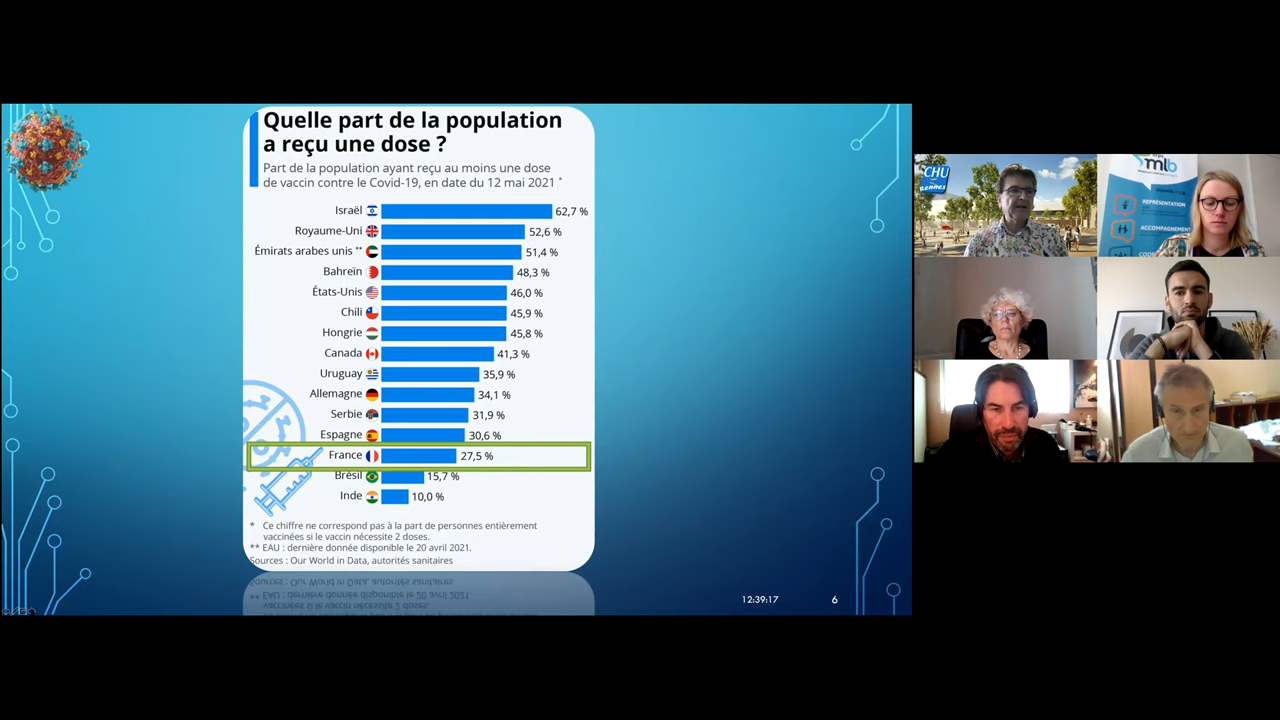 Quelle part de la population
a reçu une dose ?
Part de la population ayant reçu au moins une dose
de vaccin contre le Covid-19, en date du 12 mai 2021 *
Israël 62,7 %
Royaume-Uni 52,6 %
Émirats arabes unis ** 51,4 %
Bahreïn 48,3 %
États-Unis 46,0 %
Chili 45,9 %
Hongrie 45,8 %
Canada 41,3 %
Uruguay 35,9 %
Allemagne 34,1 %
Serbie 31,9 %
Espagne 30,6 %
France 27,5 %
Brésil 15,7 %
Inde 10,0 %
* Ce chiffre ne correspond pas à la part de personnes entièrement
vaccinées si le vaccin nécessite 2 doses.
** EAU : dernière donnée disponible le 20 avril 2021.
Sources : Our World in Data, autorités sanitaires
12:39:17 6
CHU
mlb
REPRÉSENTATION
ACCOMPAGNEMENT